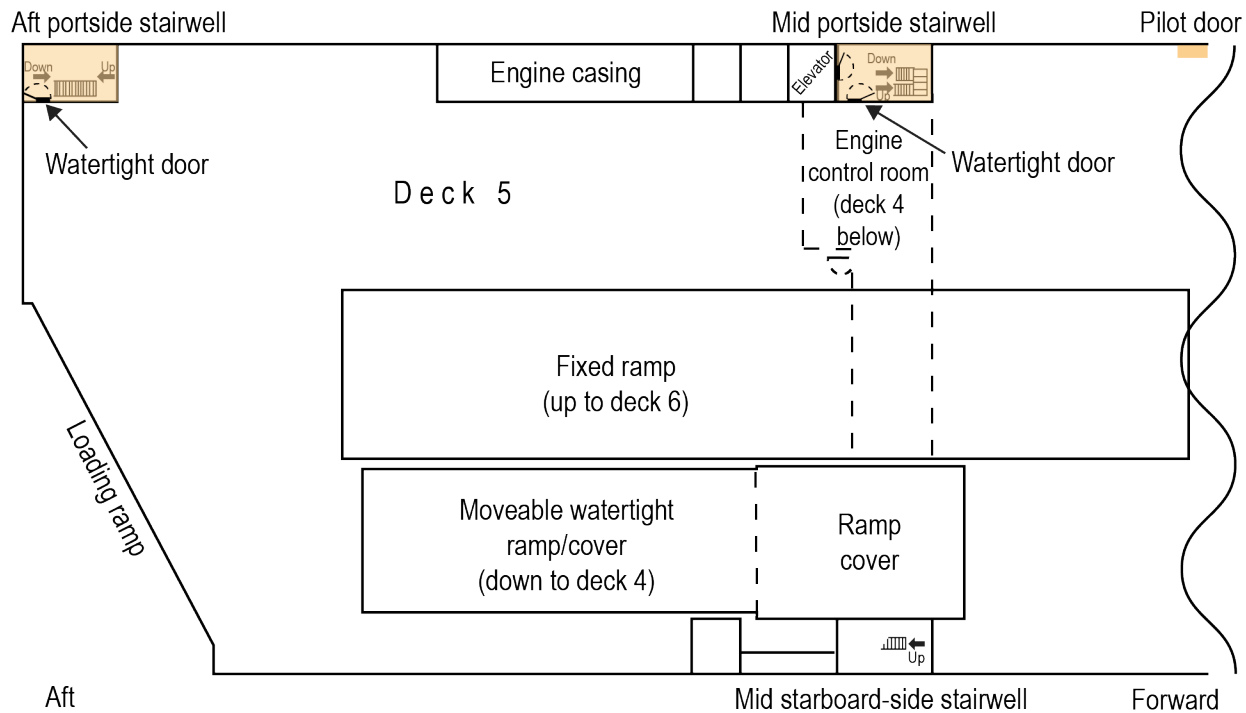 Aft portside stairwell
Mid portside stairwell
Pilot door
Down
Up
Engine casing
Elevator
Down
Up
Watertight door
Engine
control room
(deck 4
below)
Watertight door
Deck 5
Fixed ramp
(up to deck 6)
Loading ramp
Moveable watertight
ramp/cover
(down to deck 4)
Ramp
cover
Up
Aft
Mid starboard-side stairwell
Forward